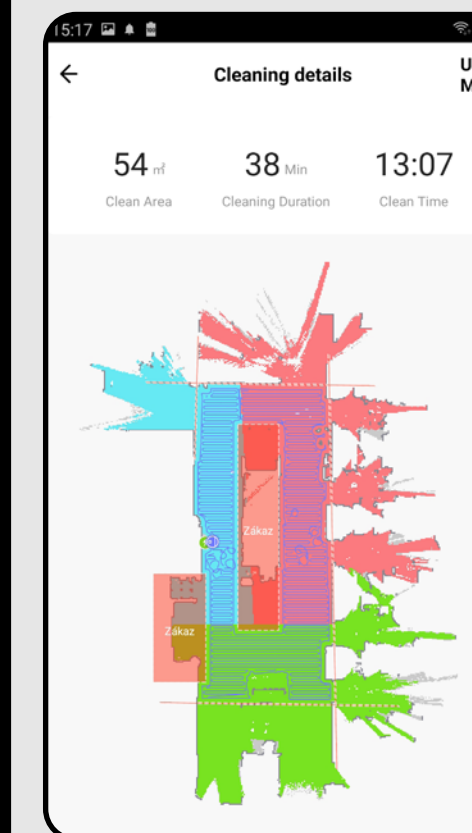 15:17
Cleaning details
54 ㎡
38 Min
13:07
Clean Area
Cleaning Duration
Clean Time
Zákaz
Zákaz